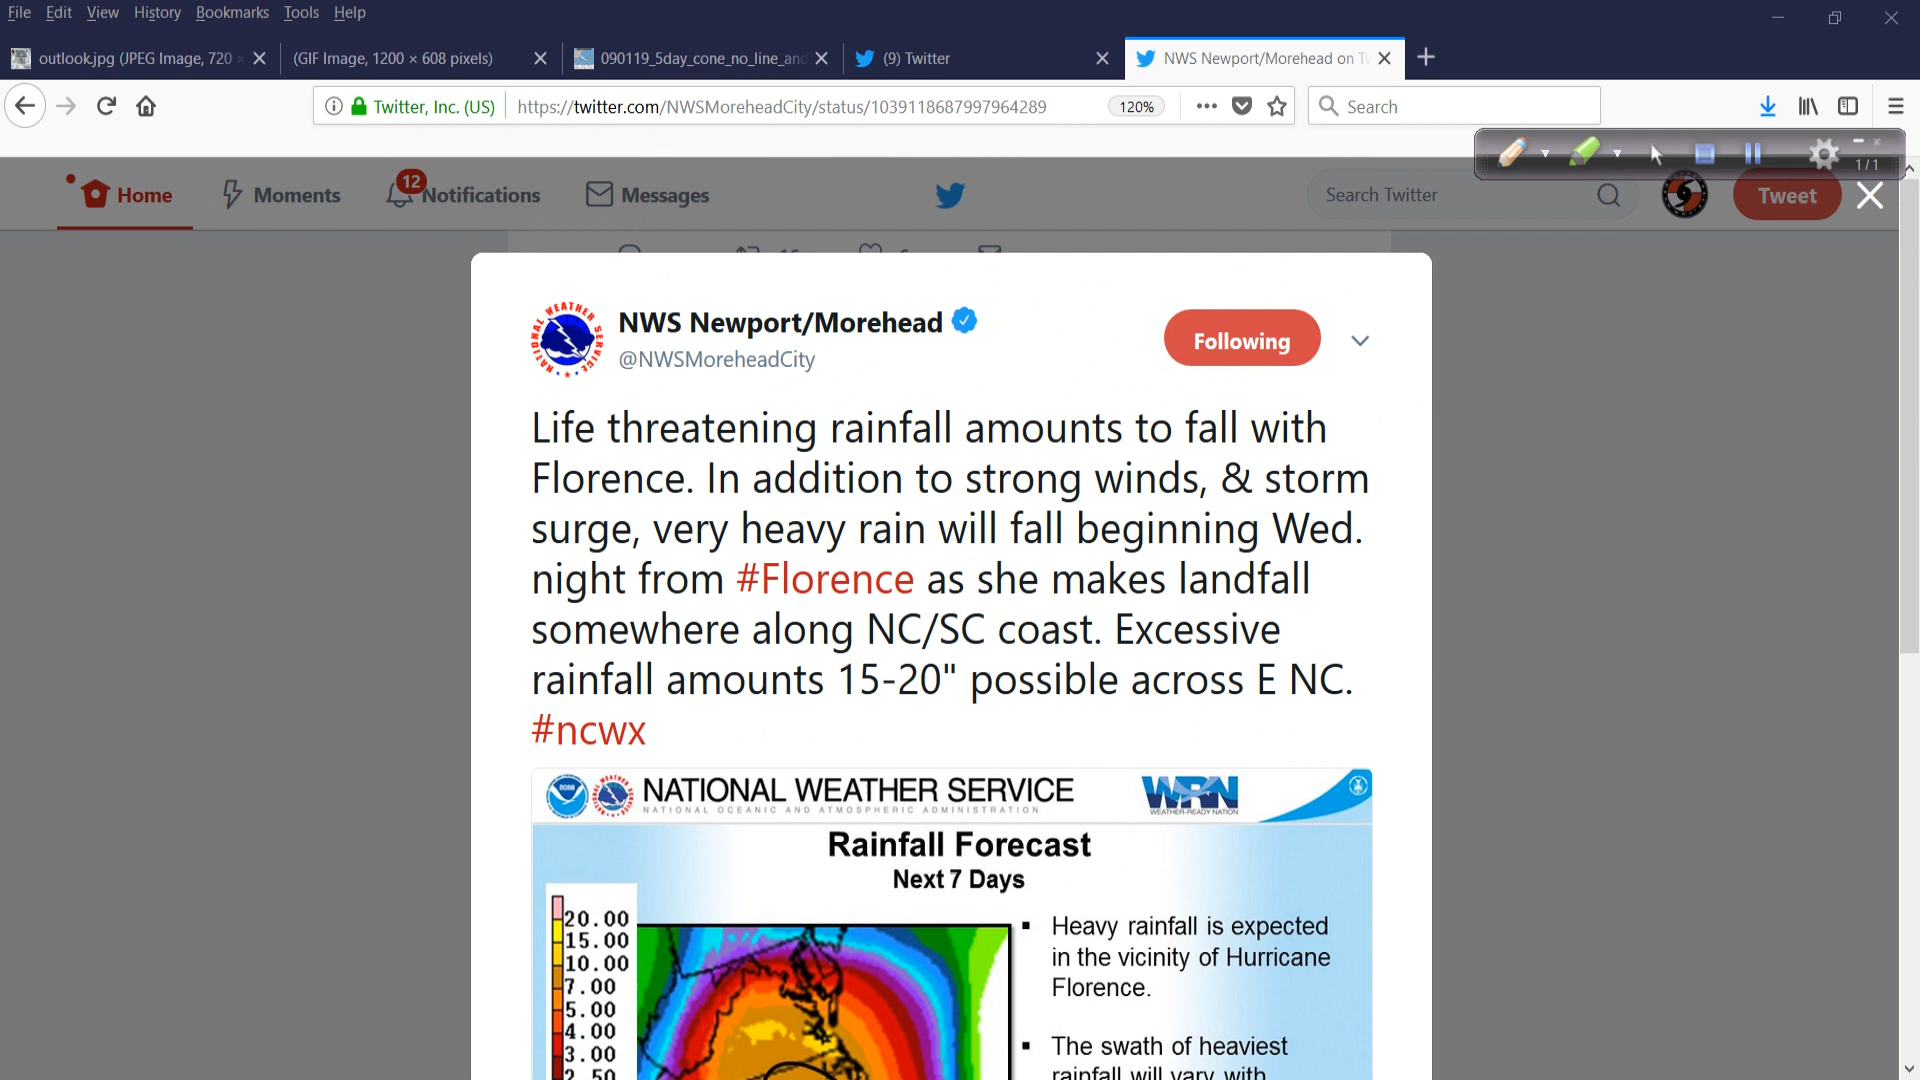 File Edit View History Bookmarks Tools Help
outlook.jpg (JPEG Image, 720 ×
(GIF Image, 1200 × 608 pixels)
090119_5day_cone_no_line_and
(9) Twitter
NWS Newport/Morehead on Tw
Twitter, Inc. (US) https://twitter.com/NWSMoreheadCity/status/1039118687997964289 120% Search
1/1
Home Moments 12 Notifications Messages Search Twitter Tweet
NWS Newport/Morehead
@NWSMoreheadCity
Following
Life threatening rainfall amounts to fall with
Florence. In addition to strong winds, & storm
surge, very heavy rain will fall beginning Wed.
night from #Florence as she makes landfall
somewhere along NC/SC coast. Excessive
rainfall amounts 15-20" possible across E NC.
#ncwx
NATIONAL WEATHER SERVICE
NATIONAL OCEANIC AND ATMOSPHERIC ADMINISTRATION
WRN
WEATHER-READY NATION
Rainfall Forecast
Next 7 Days
20.00
15.00
10.00
7.00
5.00
4.00
3.00
2.50
▪ Heavy rainfall is expected
in the vicinity of Hurricane
Florence.
▪ The swath of heaviest
rainfall will vary with